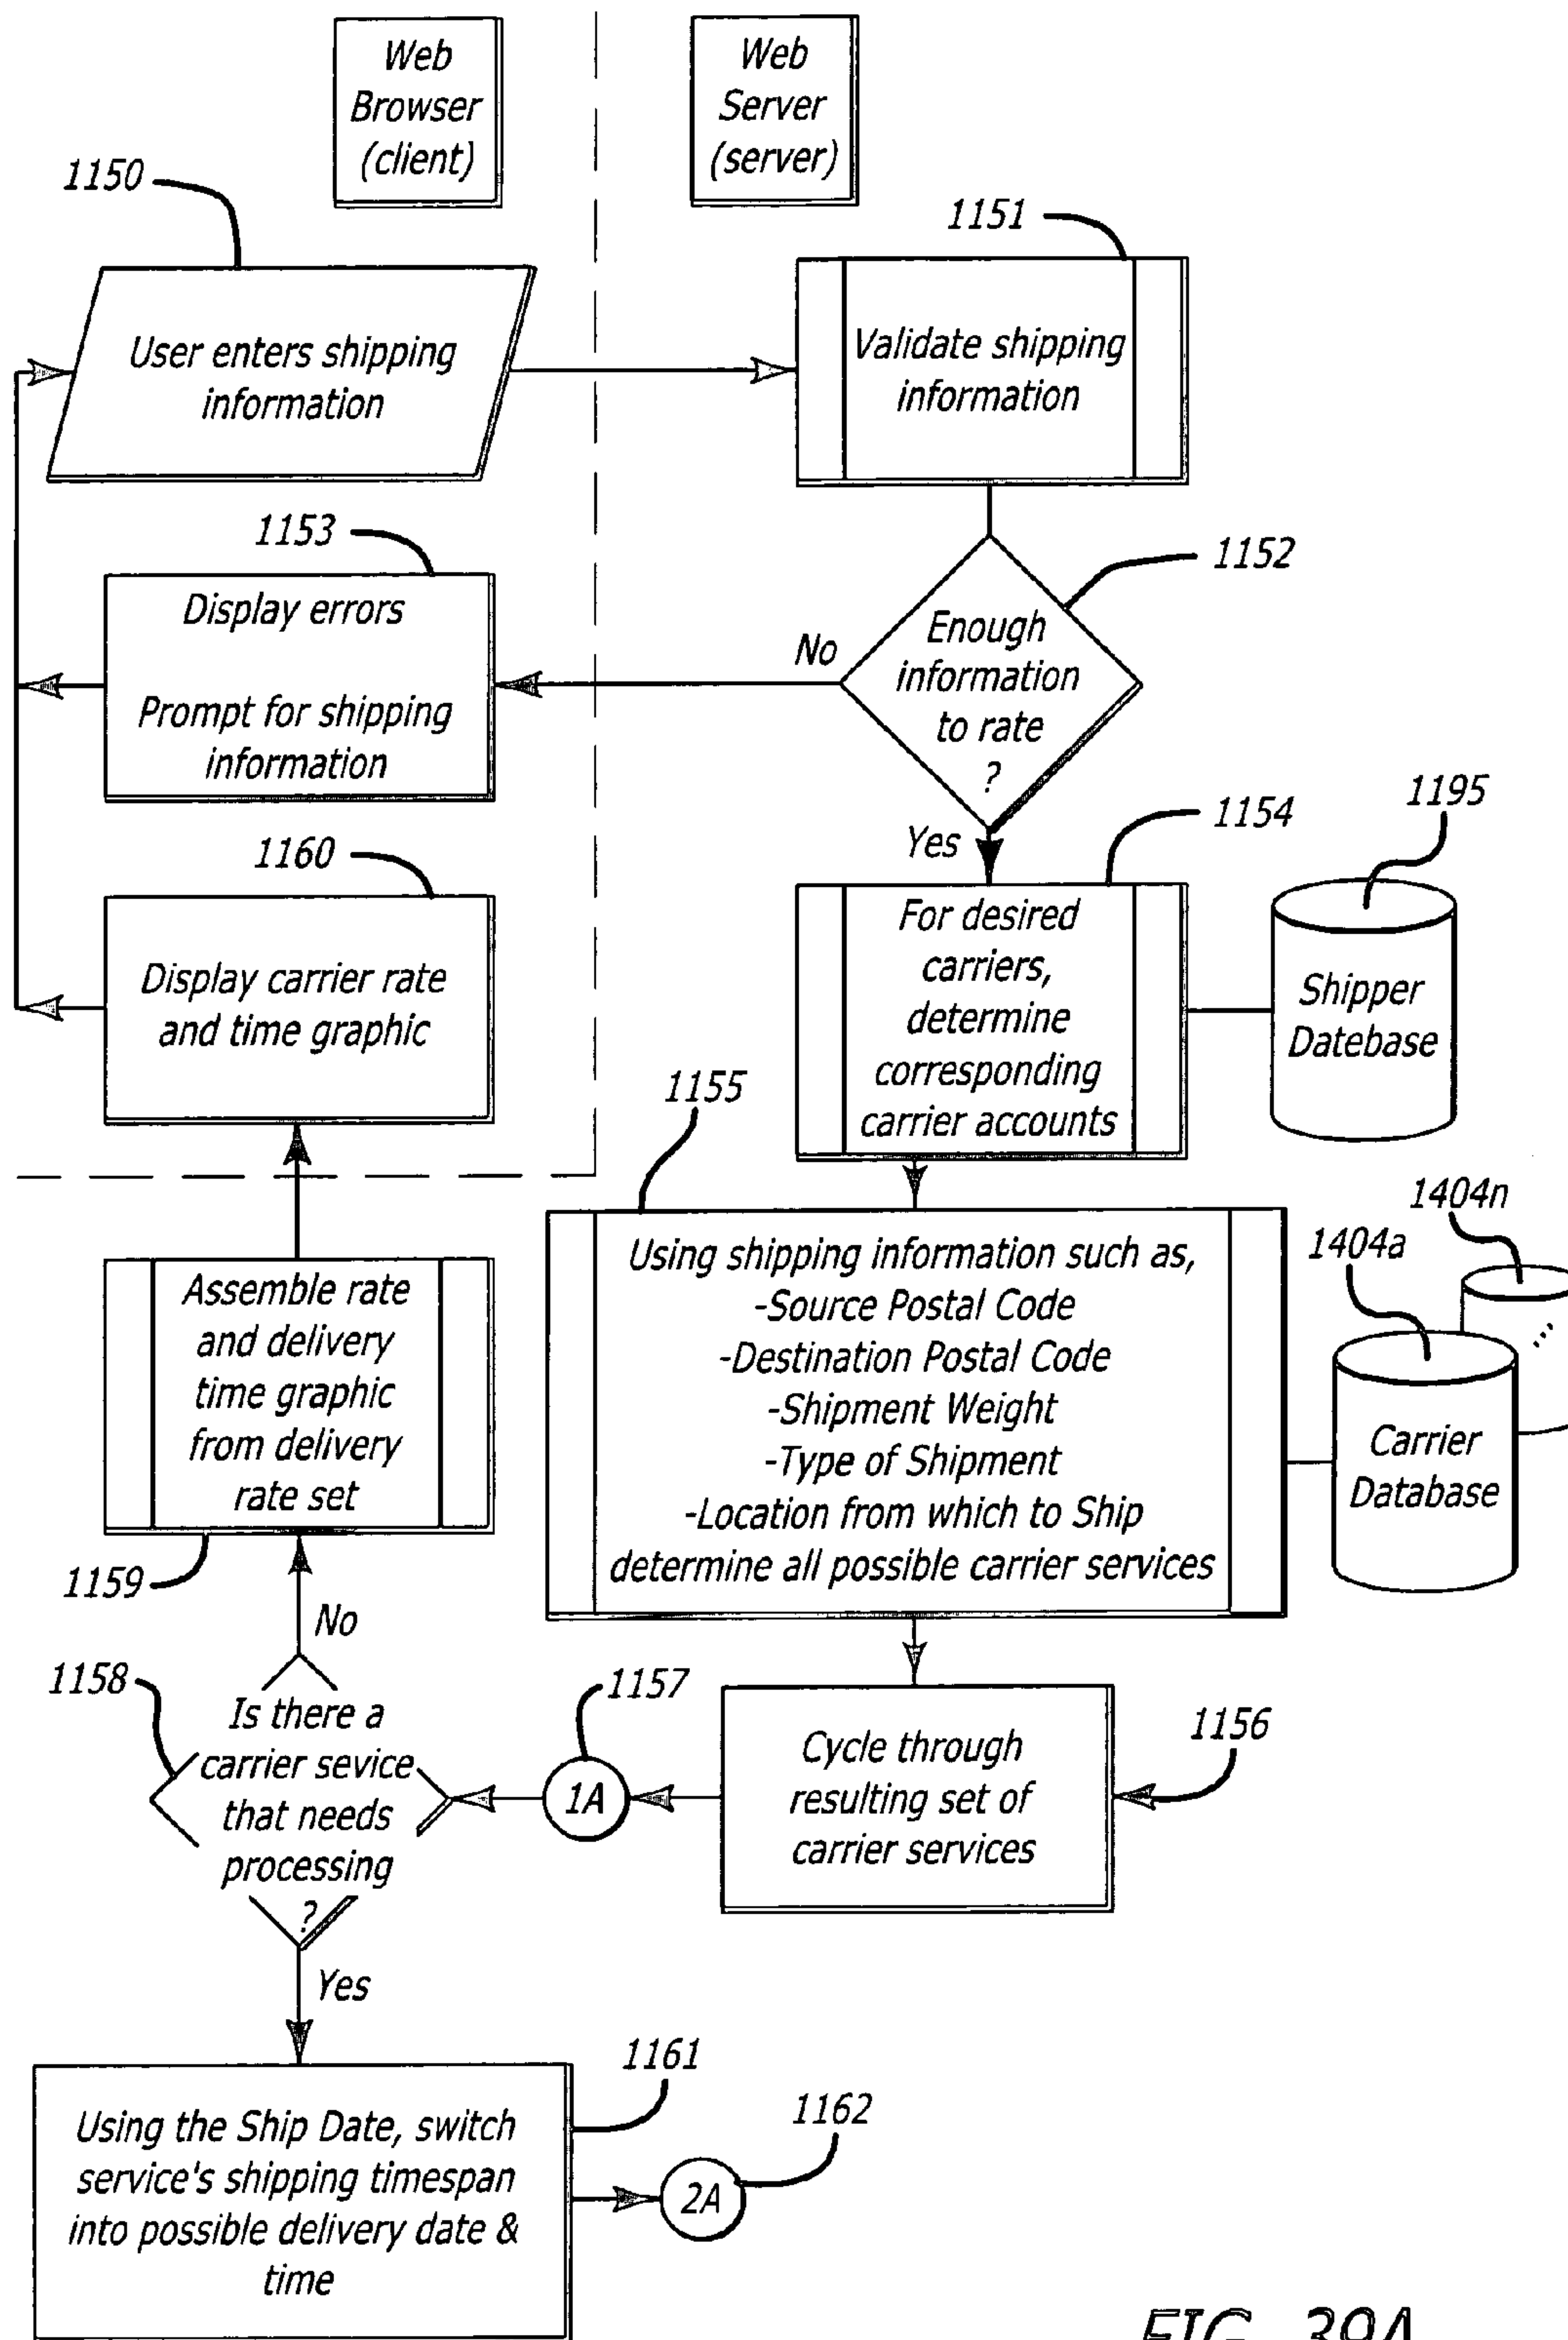 Web
Browser
(client)
Web
Server
(server)
1150
1151
User enters shipping
information
Validate shipping
information
1153
1152
Display errors
Prompt for shipping
information
No
Enough
information
to rate
?
Yes
1154
1195
1160
Display carrier rate
and time graphic
For desired
carriers,
determine
corresponding
carrier accounts
Shipper
Datebase
1155
1404n
1404a
Using shipping information such as,
-Source Postal Code
-Destination Postal Code
-Shipment Weight
-Type of Shipment
-Location from which to Ship
determine all possible carrier services
Carrier
Database
Assemble rate
and delivery
time graphic
from delivery
rate set
1159
No
1158
Is there a
carrier sevice
that needs
processing
?
1157
1A
Cycle through
resulting set of
carrier services
1156
Yes
1161
Using the Ship Date, switch
service's shipping timespan
into possible delivery date &
time
1162
2A
FIG. 39A